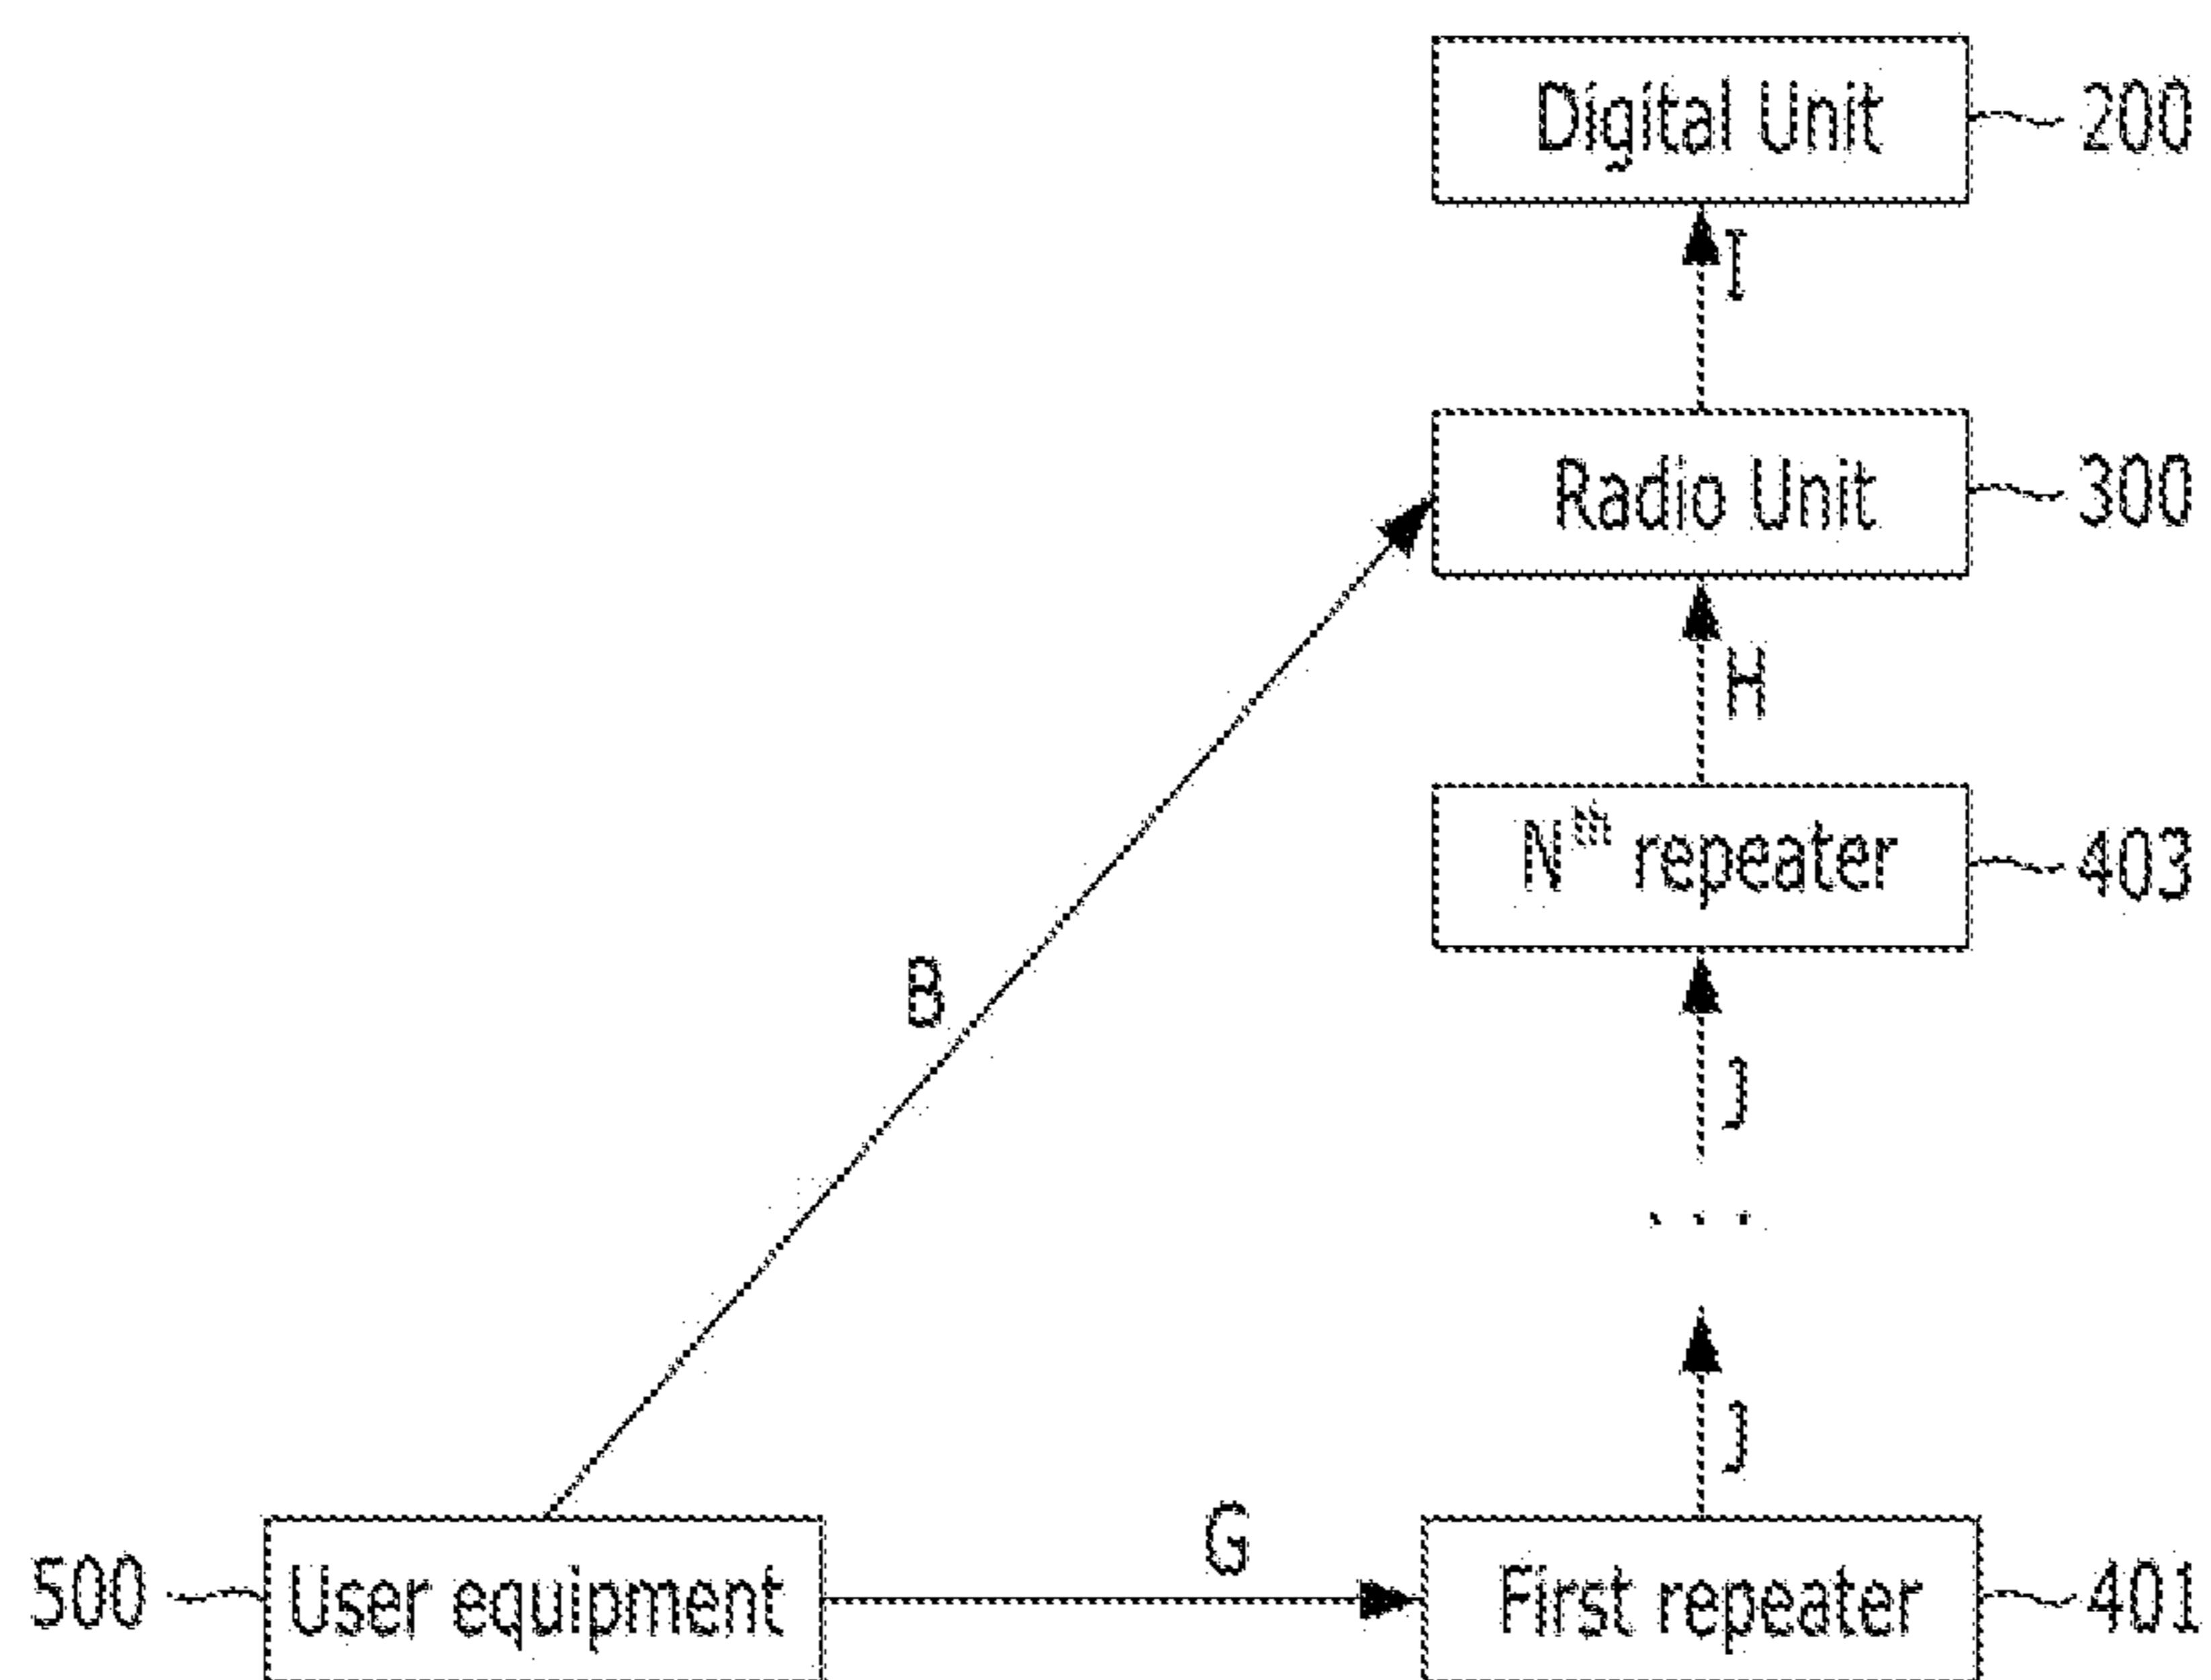 Digital Unit 200
I
Radio Unit 300
H
Nth repeater 403
B
J
...
J
G
500 User equipment First repeater 401